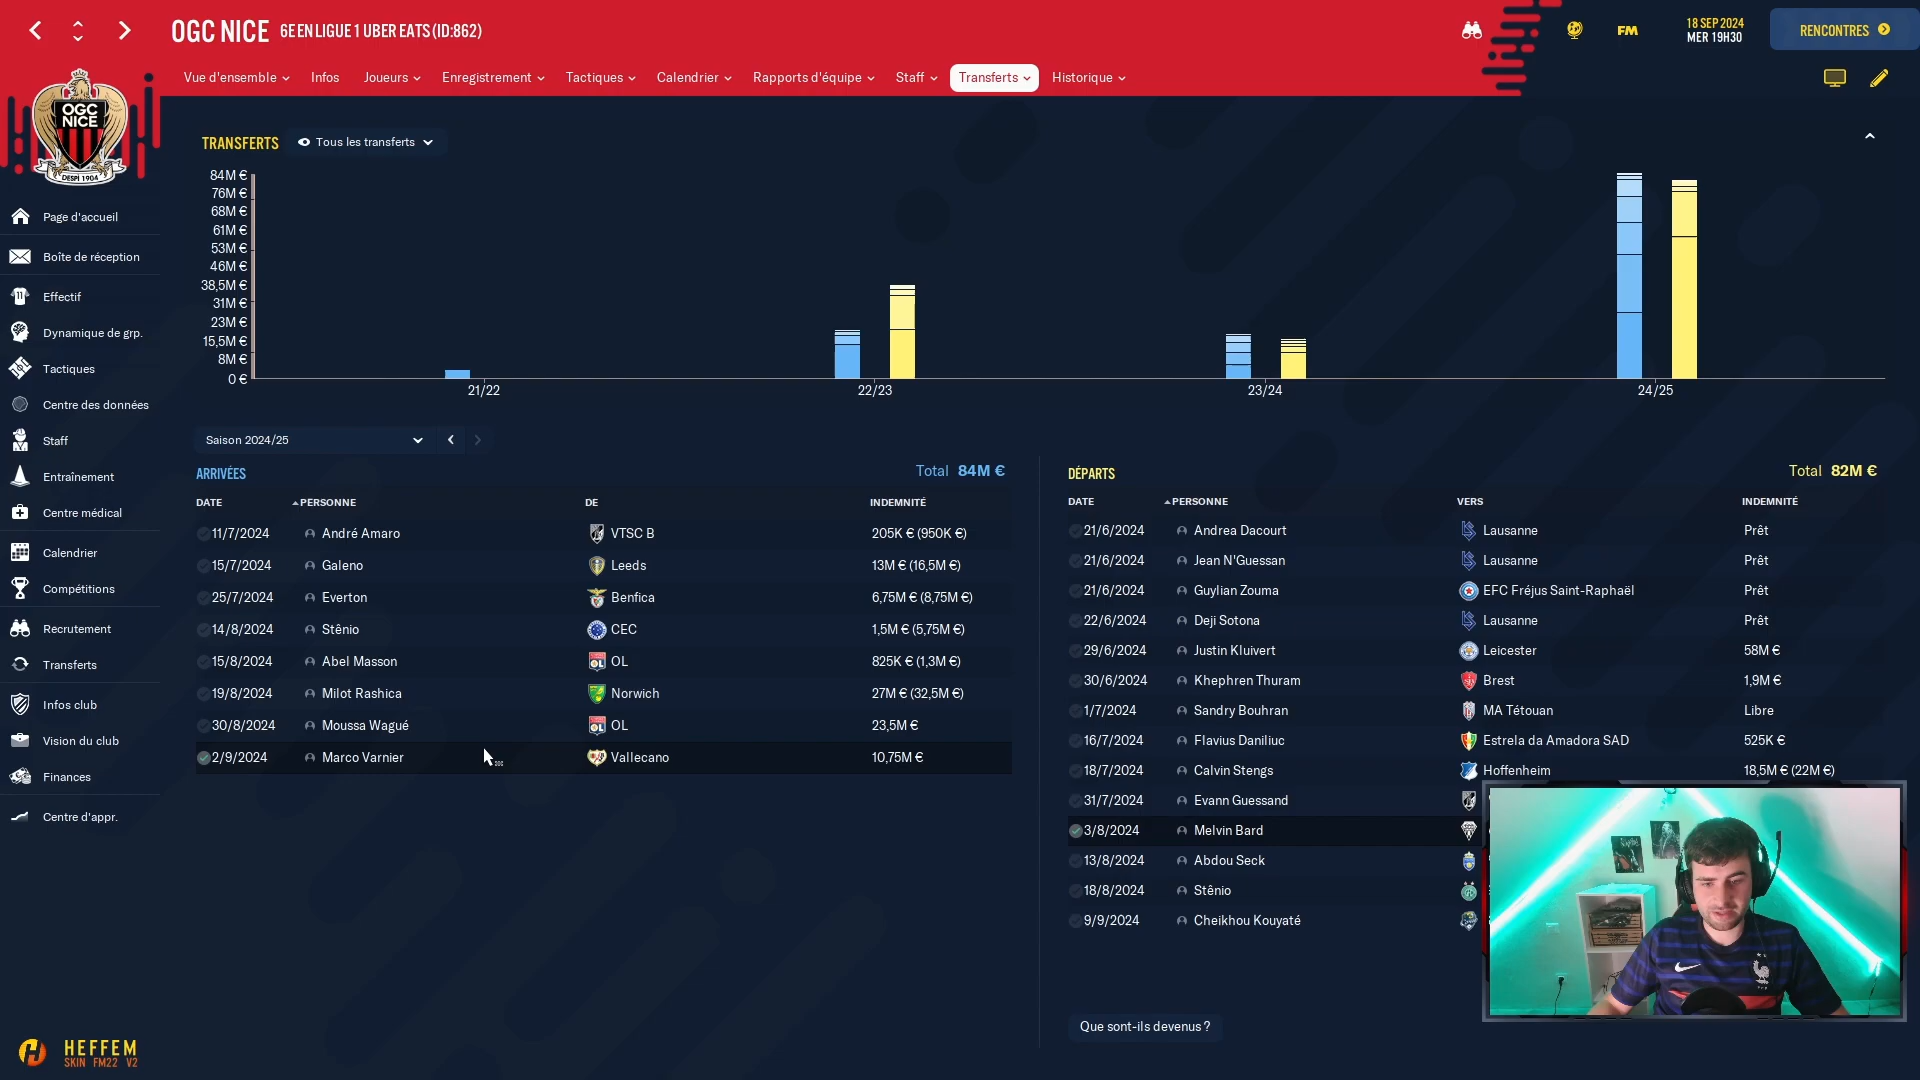 OGC NICE 6E EN LIGUE 1 UBER EATS (ID:862)
FM
18 SEP 2024
MER 19H30
RENCONTRES
Vue d'ensemble Infos Joueurs Enregistrement Tactiques Calendrier Rapports d'équipe Staff Transferts Historique
OGC
NICE
DEPUIS 1904
Page d'accueil
Boîte de réception
11
Effectif
Dynamique de grp.
Tactiques
Centre des données
Staff
Entraînement
Centre médical
Calendrier
Compétitions
Recrutement
Transferts
Infos club
Vision du club
Finances
Centre d'appr.
HEFFEM
SKIN FM22 V2
TRANSFERTS Tous les transferts
84M €
76M €
68M €
61M €
53M €
46M €
38,5M €
31M €
23M €
15,5M €
8M €
0 €
21/22 22/23 23/24 24/25
Saison 2024/25
ARRIVÉES Total 84M €
DATE PERSONNE DE INDEMNITÉ
11/7/2024 André Amaro VTSC B 205K € (950K €)
15/7/2024 Galeno Leeds 13M € (16,5M €)
25/7/2024 Everton Benfica 6,75M € (8,75M €)
14/8/2024 Stênio CEC 1,5M € (5,75M €)
15/8/2024 Abel Masson OL 825K € (1,3M €)
19/8/2024 Milot Rashica Norwich 27M € (32,5M €)
30/8/2024 Moussa Wagué OL 23,5M €
2/9/2024 Marco Varnier Vallecano 10,75M €
DÉPARTS Total 82M €
DATE PERSONNE VERS INDEMNITÉ
21/6/2024 Andrea Dacourt Lausanne Prêt
21/6/2024 Jean N'Guessan Lausanne Prêt
21/6/2024 Guylian Zouma EFC Fréjus Saint-Raphaël Prêt
22/6/2024 Deji Sotona Lausanne Prêt
29/6/2024 Justin Kluivert Leicester 58M €
30/6/2024 Khephren Thuram Brest 1,9M €
1/7/2024 Sandry Bouhran MA Tétouan Libre
16/7/2024 Flavius Daniliuc Estrela da Amadora SAD 525K €
18/7/2024 Calvin Stengs Hoffenheim 18,5M € (22M €)
31/7/2024 Evann Guessand
3/8/2024 Melvin Bard
13/8/2024 Abdou Seck
18/8/2024 Stênio
9/9/2024 Cheikhou Kouyaté
Que sont-ils devenus ?